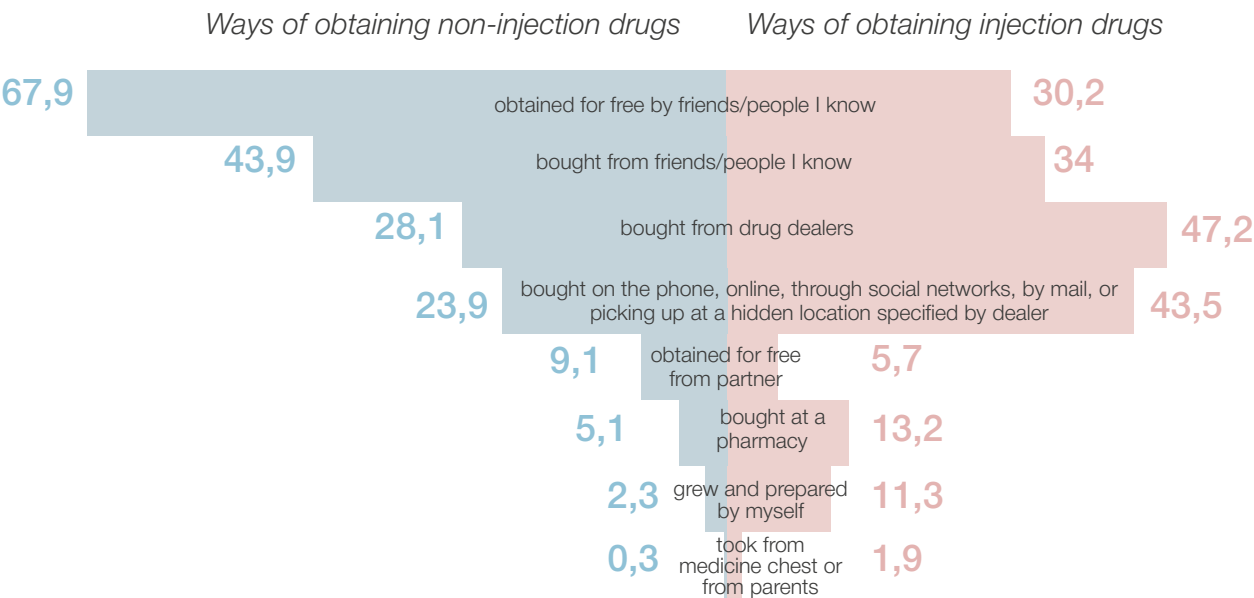 Ways of obtaining non-injection drugs
Ways of obtaining injection drugs
67,9
obtained for free by friends/people I know
30,2
43,9
bought from friends/people I know
34
28,1
bought from drug dealers
47,2
23,9
bought on the phone, online, through social networks, by mail, or
picking up at a hidden location specified by dealer
43,5
9,1
obtained for free
from partner
5,7
5,1
bought at a
pharmacy
13,2
2,3
grew and prepared
by myself
11,3
0,3
took from
medicine chest or
from parents
1,9